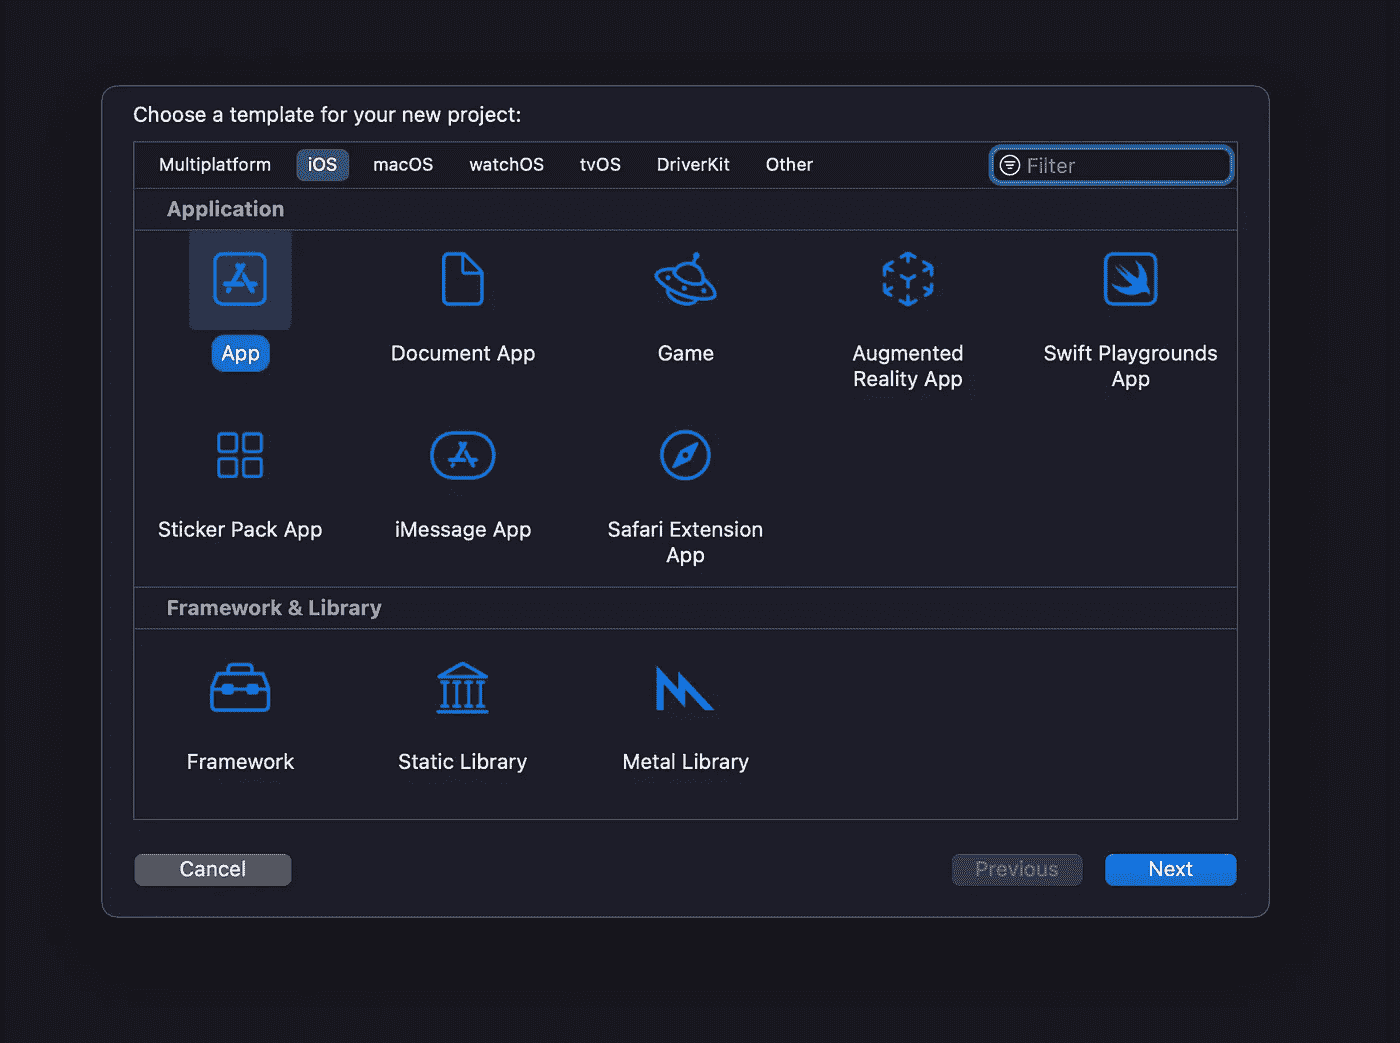 Choose a template for your new project:
Multiplatform iOS macOS watchOS tvOS DriverKit Other Filter
Application
App Document App Game Augmented Reality App Swift Playgrounds App
Sticker Pack App iMessage App Safari Extension App
Framework & Library
Framework Static Library Metal Library
Cancel Previous Next